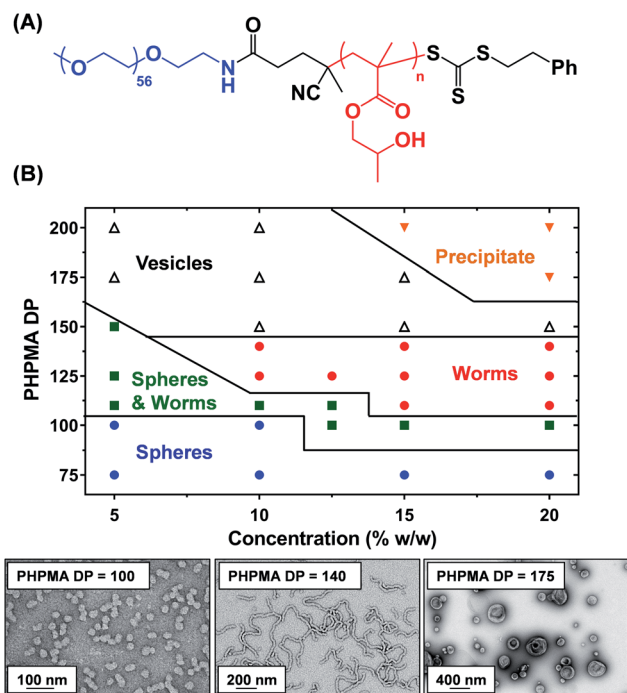 (A)
O
56
O
N
H
O
CN
n
S
S
S
Ph
O
O
OH
(B)
200
175
150
125
100
75
PHPMA DP
Vesicles
Precipitate
Spheres
& Worms
Worms
Spheres
5
10
15
20
Concentration (% w/w)
PHPMA DP = 100
PHPMA DP = 140
PHPMA DP = 175
100 nm
200 nm
400 nm